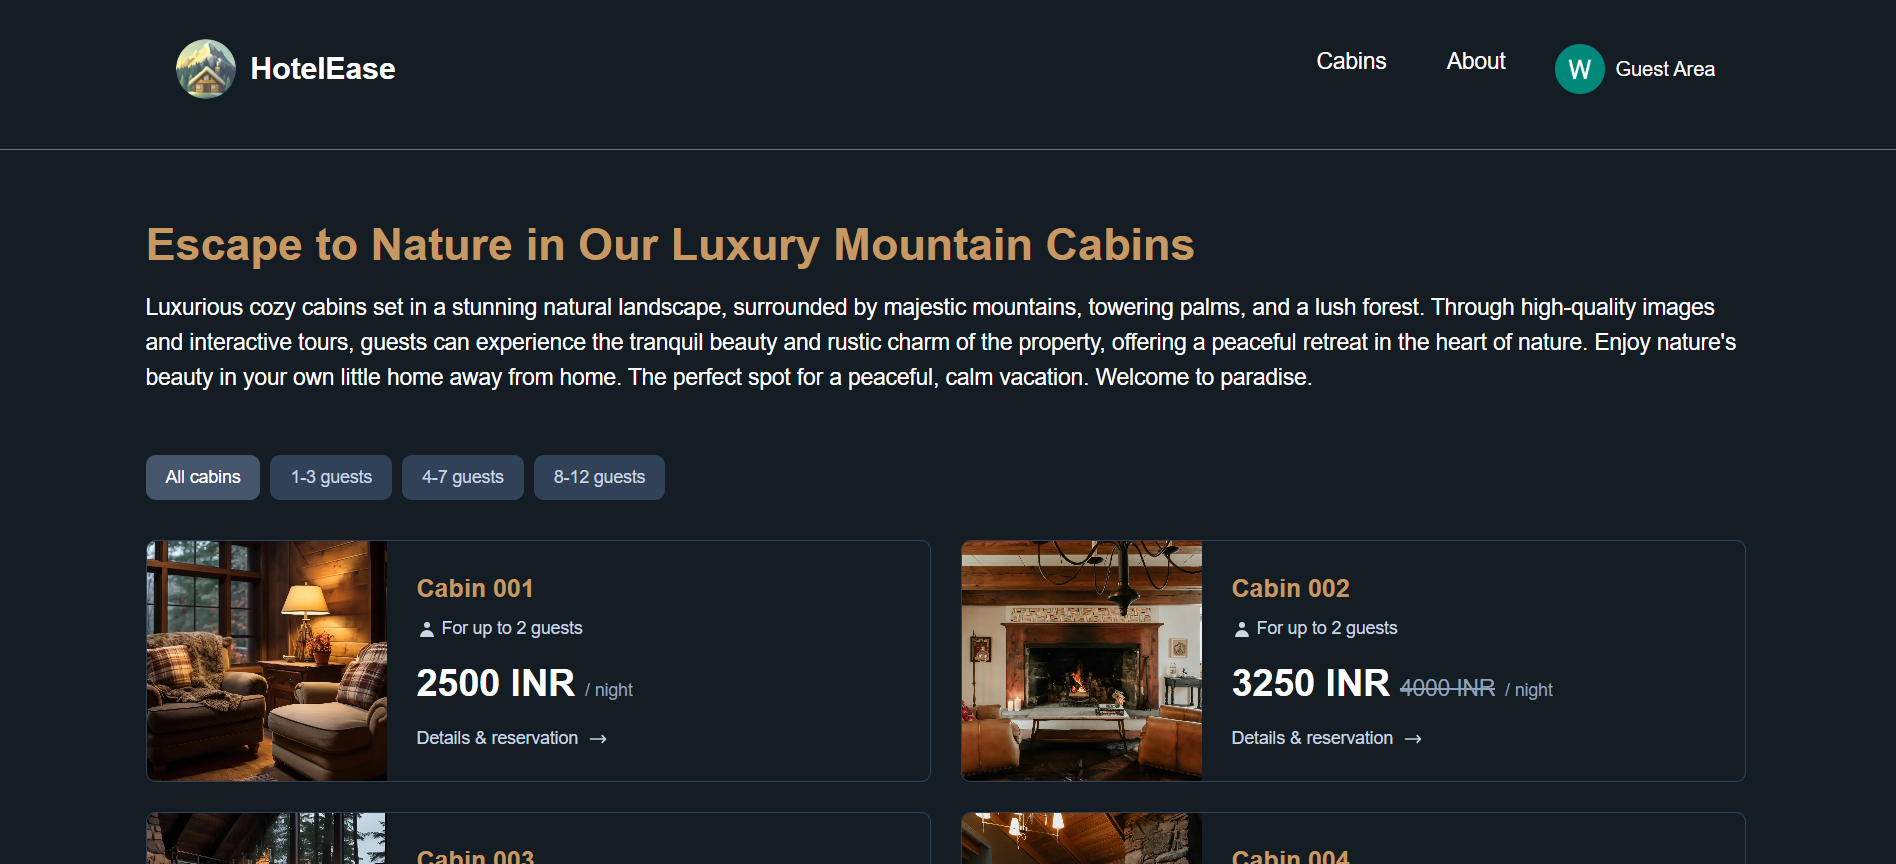 HotelEase
Cabins
About
W
Guest Area
Escape to Nature in Our Luxury Mountain Cabins
Luxurious cozy cabins set in a stunning natural landscape, surrounded by majestic mountains, towering palms, and a lush forest. Through high-quality images
and interactive tours, guests can experience the tranquil beauty and rustic charm of the property, offering a peaceful retreat in the heart of nature. Enjoy nature's
beauty in your own little home away from home. The perfect spot for a peaceful, calm vacation. Welcome to paradise.
All cabins
1-3 guests
4-7 guests
8-12 guests
Cabin 001
For up to 2 guests
2500 INR / night
Details & reservation →
Cabin 002
For up to 2 guests
3250 INR 4000 INR / night
Details & reservation →
Cabin 003
Cabin 004